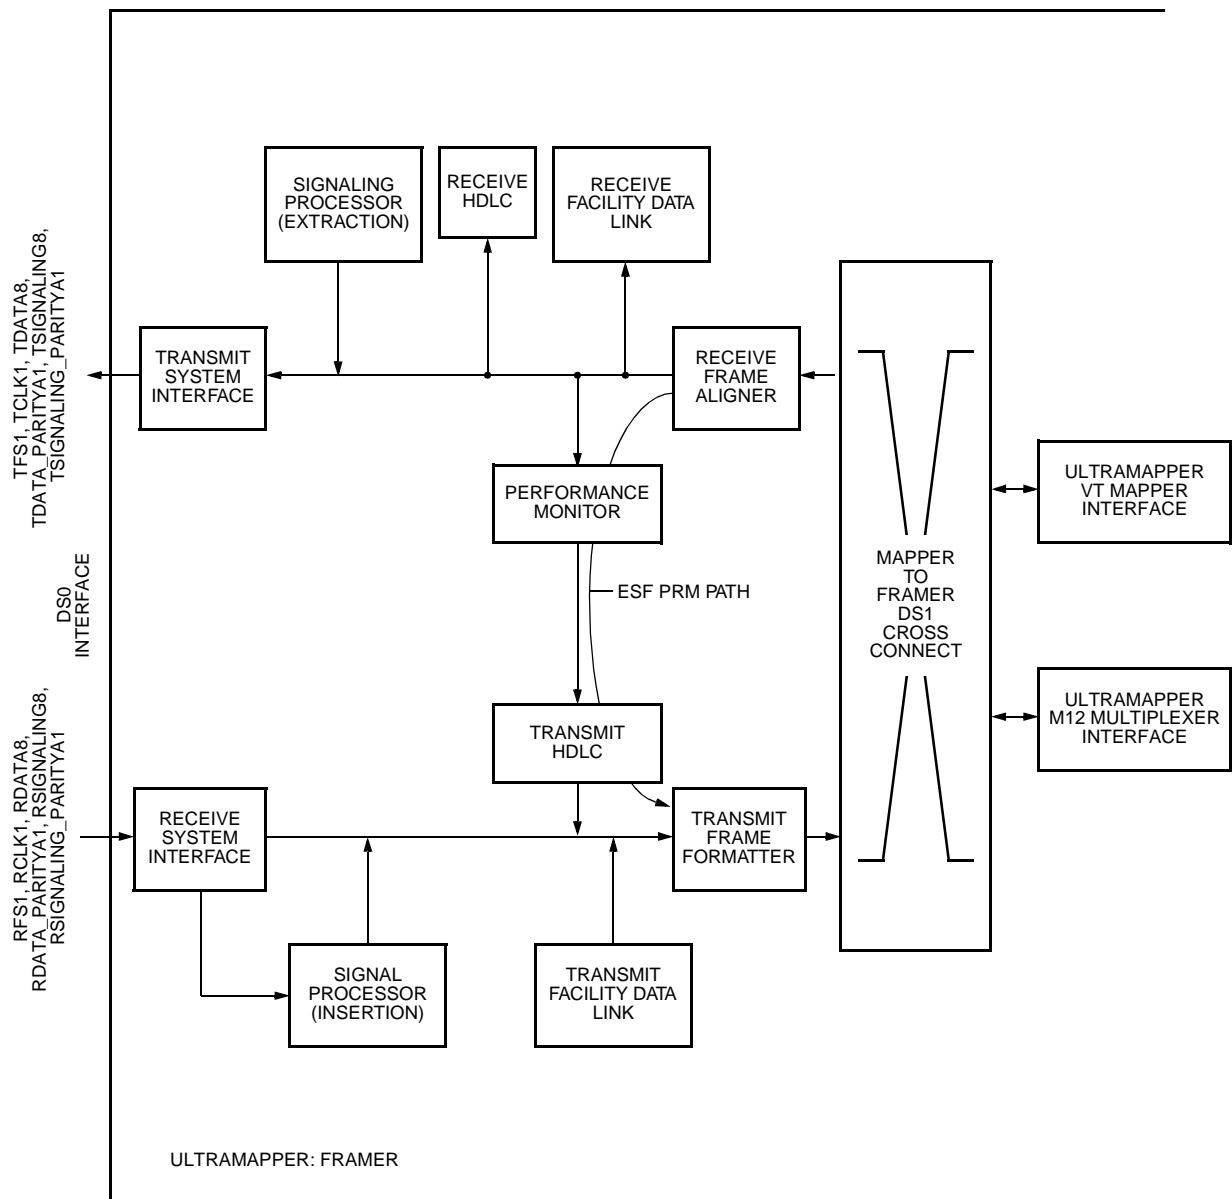 SIGNALING
PROCESSOR
(EXTRACTION)
RECEIVE
HDLC
RECEIVE
FACILITY DATA
LINK
TFS1, TCLK1, TDATA8,
TDATA_PARITYA1, TSIGNALING8,
TSIGNALING_PARITYA1
TRANSMIT
SYSTEM
INTERFACE
RECEIVE
FRAME
ALIGNER
PERFORMANCE
MONITOR
ULTRAMAPPER
VT MAPPER
INTERFACE
DS0
INTERFACE
ESF PRM PATH
MAPPER
TO
FRAMER
DS1
CROSS
CONNECT
TRANSMIT
HDLC
ULTRAMAPPER
M12 MULTIPLEXER
INTERFACE
RFS1, RCLK1, RDATA8,
RDATA_PARITYA1, RSIGNALING8,
RSIGNALING_PARITYA1
RECEIVE
SYSTEM
INTERFACE
TRANSMIT
FRAME
FORMATTER
SIGNAL
PROCESSOR
(INSERTION)
TRANSMIT
FACILITY DATA
LINK
ULTRAMAPPER: FRAMER